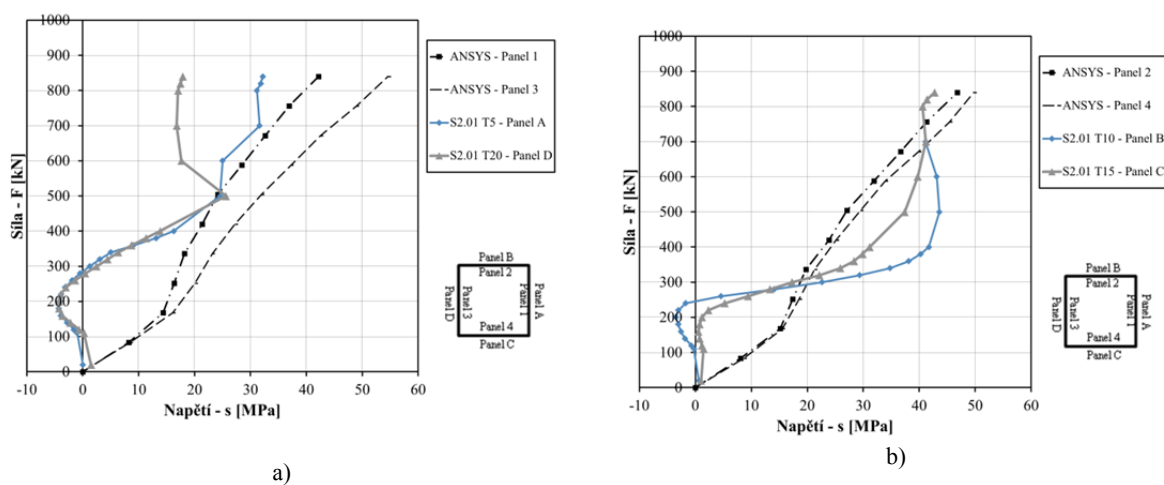 1000
900
800
700
600
500
400
300
200
100
0
-10 0 10 20 30 40 50 60
Síla - F [kN]
Napětí - s [MPa]
ANSYS - Panel 1
ANSYS - Panel 3
S2.01 T5 - Panel A
S2.01 T20 - Panel D
Panel B
Panel 2
Panel D
Panel 3
Panel 1
Panel A
Panel 4
Panel C
a)
1000
900
800
700
600
500
400
300
200
100
0
-10 0 10 20 30 40 50 60
Síla - F [kN]
Napětí - s [MPa]
ANSYS - Panel 2
ANSYS - Panel 4
S2.01 T10 - Panel B
S2.01 T15 - Panel C
Panel B
Panel 2
Panel D
Panel 3
Panel 1
Panel A
Panel 4
Panel C
b)